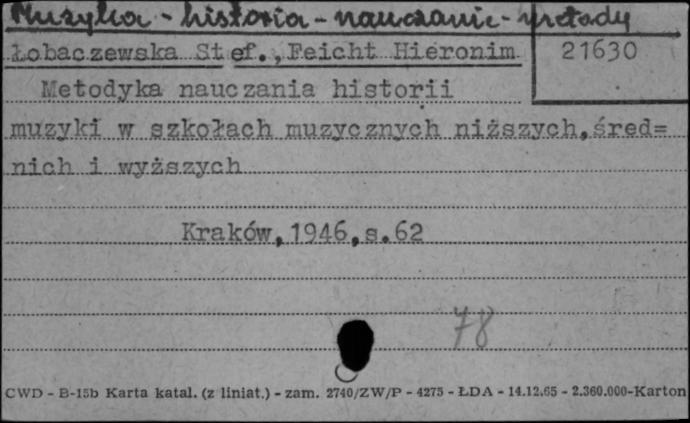 Muzyka - historia - nauczanie - metody
Łobaczewska Stef., Feicht Hieronim
21630
Metodyka nauczania historii
muzyki w szkołach muzycznych niższych, śred=
nich i wyższych
Kraków, 1946, s. 62
78
CWD - B-15b Karta katal. (z liniat.) - zam. 2740/ZW/P - 4275 - ŁDA - 14.12.65 - 2.360.000-Karton